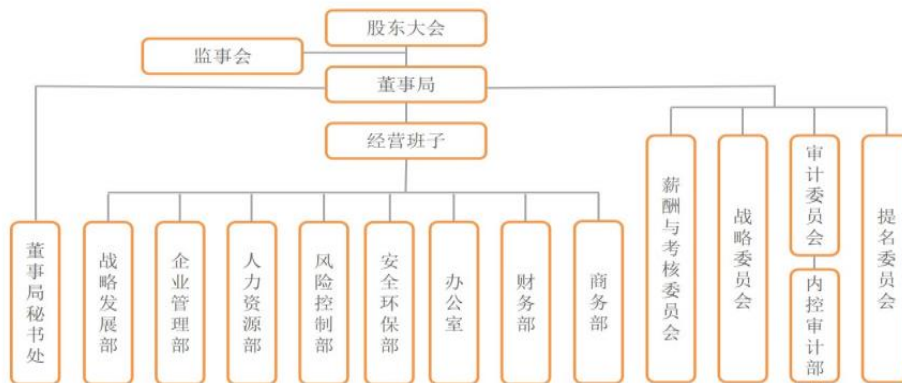 股东大会
监事会
董事局
经营班子
董事局秘书处
战略发展部
企业管理部
人力资源部
风险控制部
安全环保部
办公室
财务部
商务部
薪酬与考核委员会
战略委员会
审计委员会
内控审计部
提名委员会